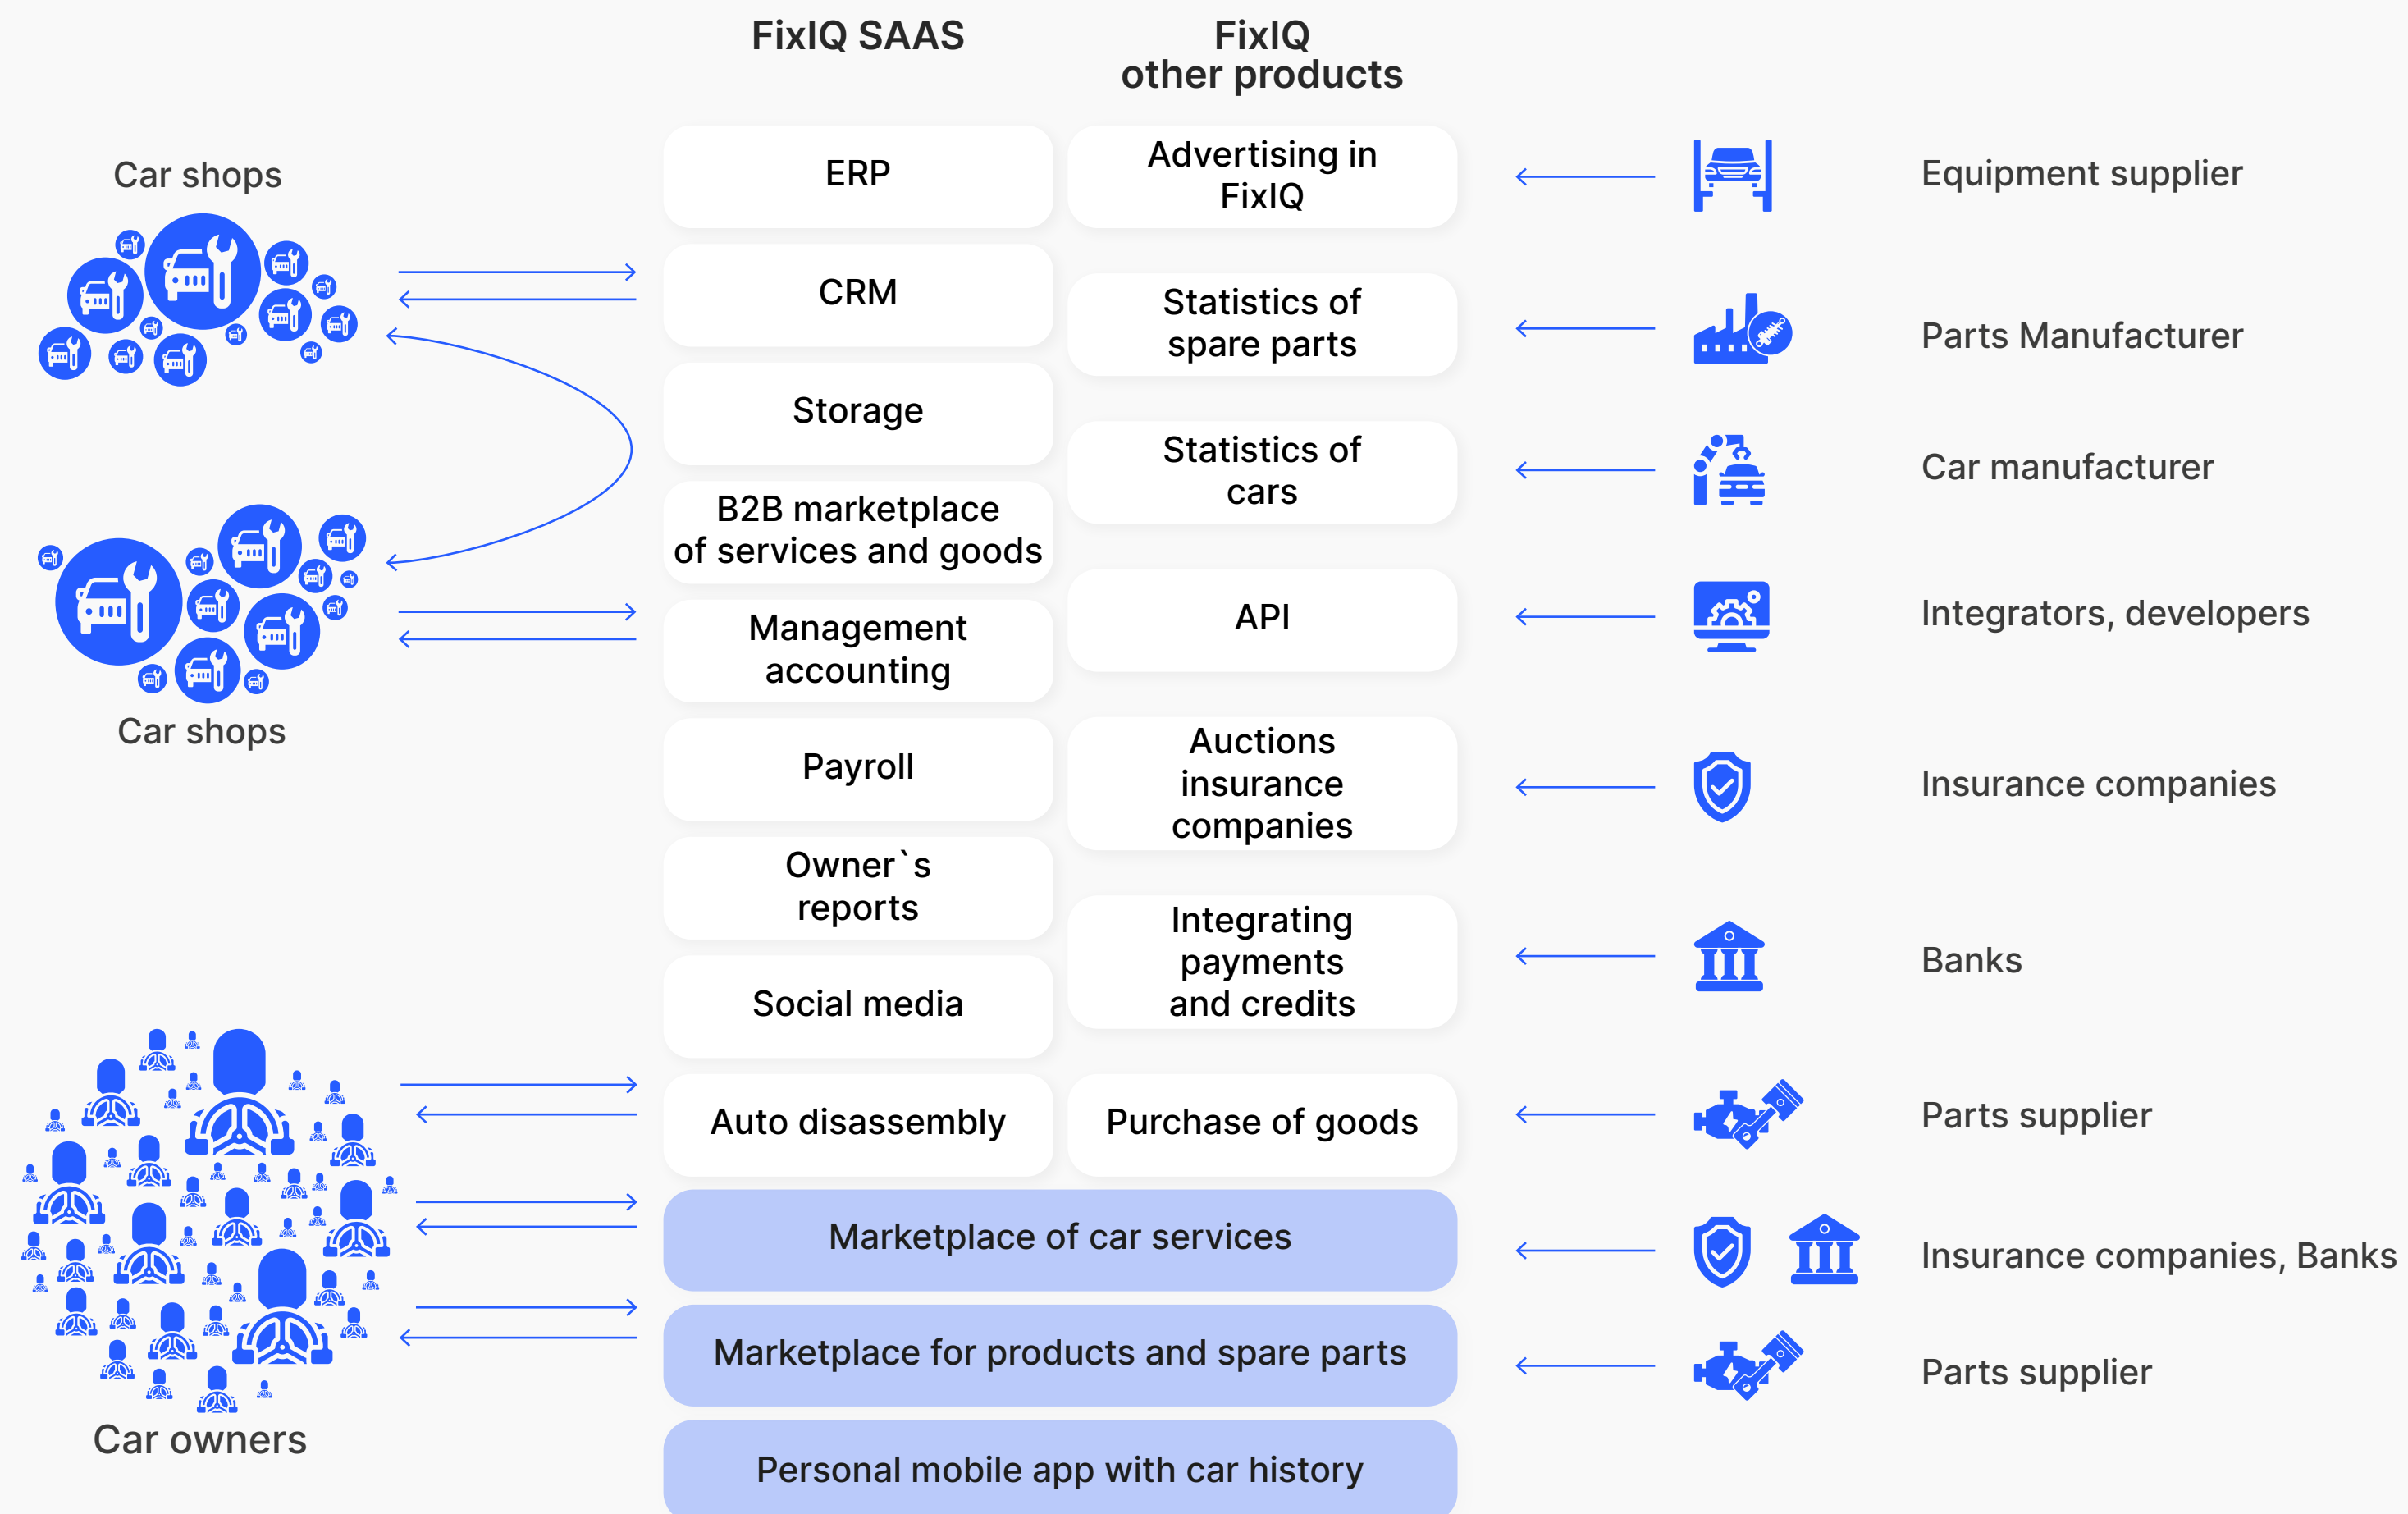 FixIQ SAAS
FixIQ
other products
Car shops
Car shops
Car owners
ERP
CRM
Storage
B2B marketplace
of services and goods
Management
accounting
Payroll
Owner`s
reports
Social media
Auto disassembly
Advertising in
FixIQ
Statistics of
spare parts
Statistics of
cars
API
Auctions
insurance
companies
Integrating
payments
and credits
Purchase of goods
Marketplace of car services
Marketplace for products and spare parts
Personal mobile app with car history
Equipment supplier
Parts Manufacturer
Car manufacturer
Integrators, developers
Insurance companies
Banks
Parts supplier
Insurance companies, Banks
Parts supplier